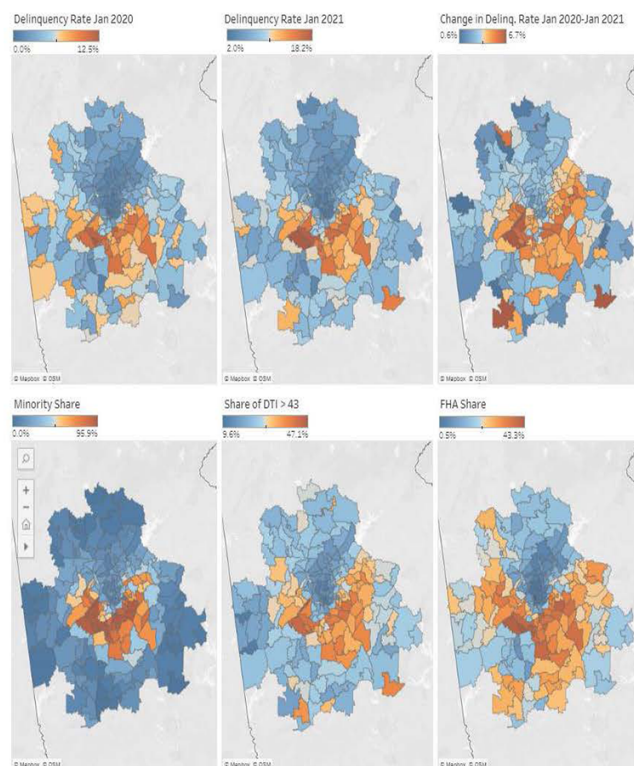 Delinquency Rate Jan 2020
0.0% 12.5%
Delinquency Rate Jan 2021
2.0% 18.2%
Change in Delinq. Rate Jan 2020-Jan 2021
0.6% 6.7%
© Mapbox © OSM
© Mapbox © OSM
© Mapbox © OSM
Minority Share
0.0% 95.9%
Share of DTI > 43
9.6% 47.1%
FHA Share
0.5% 43.3%
© Mapbox © OSM
© Mapbox © OSM
© Mapbox © OSM